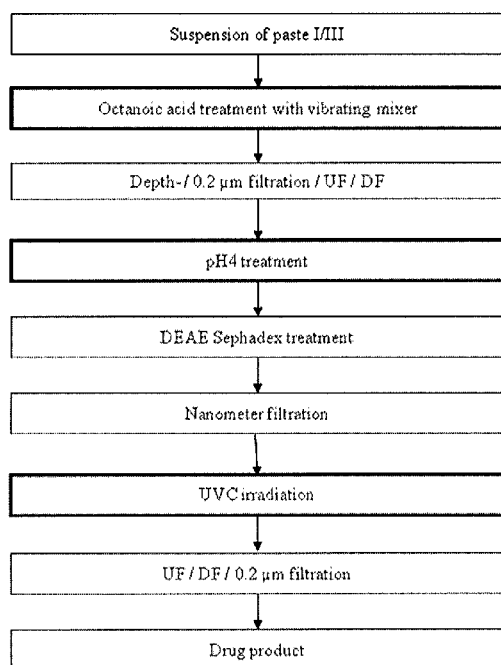 Suspension of paste I/III
Octanoic acid treatment with vibrating mixer
Depth-/ 0.2 µm filtration / UF / DF
pH4 treatment
DEAE Sephadex treatment
Nanometer filtration
UVC irradiation
UF / DF / 0.2 µm filtration
Drug product